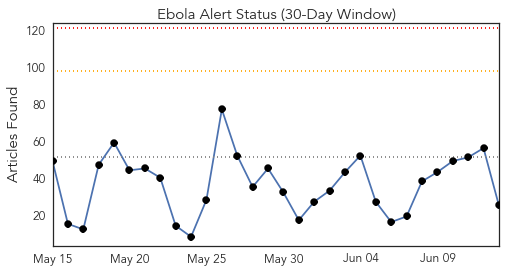 Ebola Alert Status (30-Day Window)
Articles Found
120
100
80
60
40
20
May 15 May 20 May 25 May 30 Jun 04 Jun 09